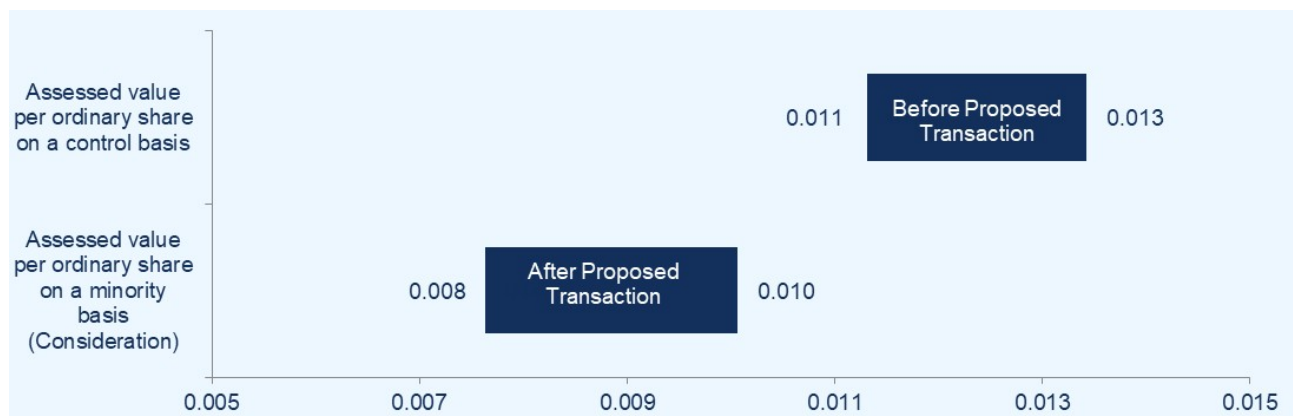 Assessed value
per ordinary share
on a control basis
0.011
Before Proposed
Transaction
0.013
Assessed value
per ordinary share
on a minority
basis
(Consideration)
0.008
After Proposed
Transaction
0.010
0.005
0.007
0.009
0.011
0.013
0.015